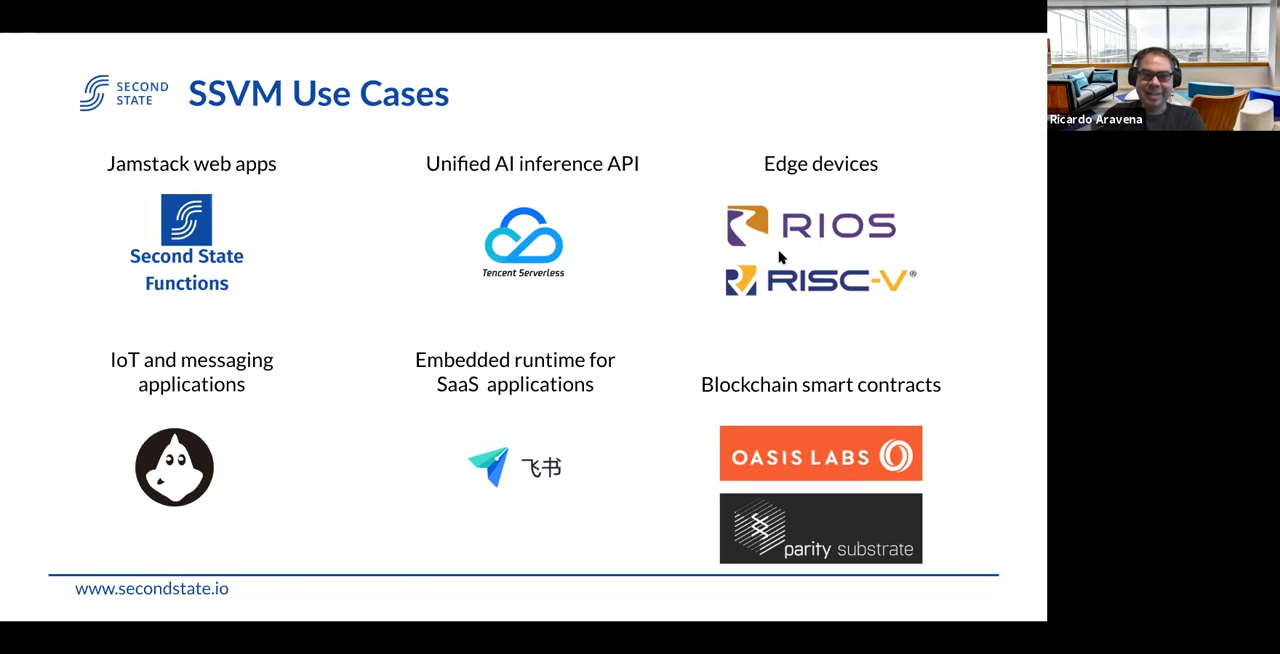 SECOND
STATE
SSVM Use Cases
Ricardo Aravena
Jamstack web apps
Second State
Functions
Unified AI inference API
Tencent Serverless
Edge devices
RIOS
RISC-V®
IoT and messaging
applications
Embedded runtime for
SaaS applications
飞书
Blockchain smart contracts
OASIS LABS
parity substrate
www.secondstate.io